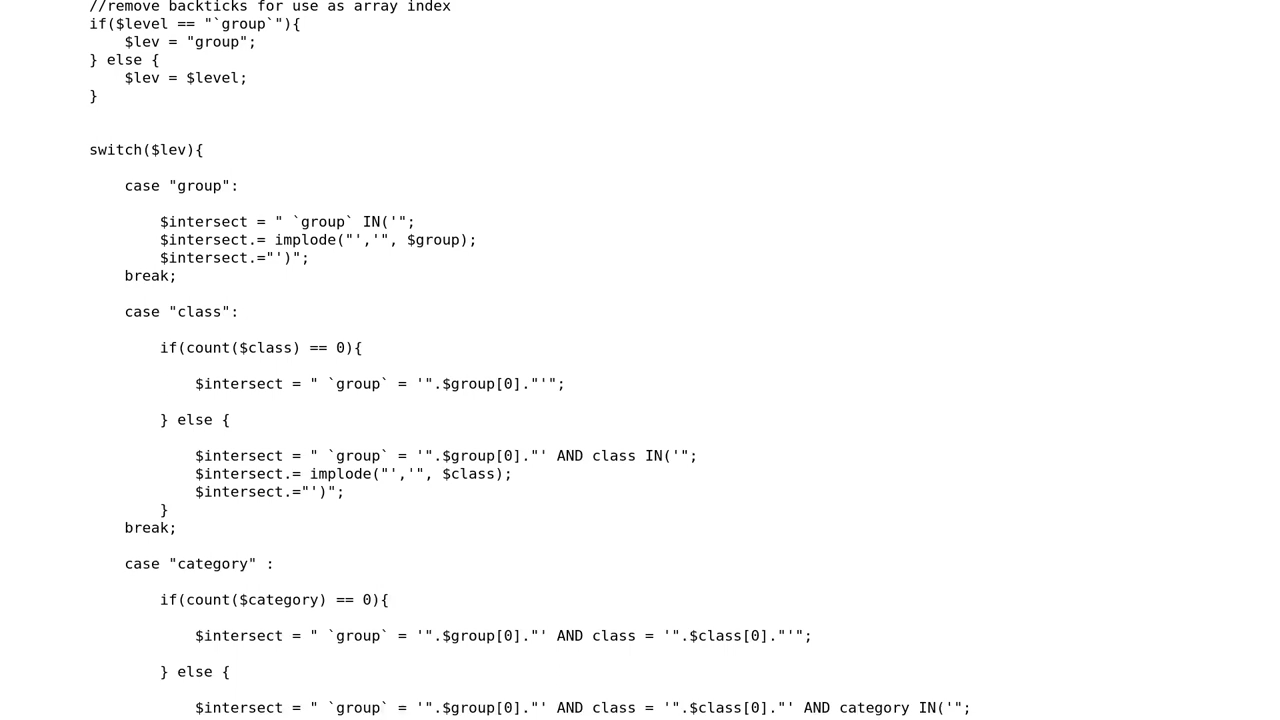 //remove backticks for use as array index
if($level == "`group`"){
    $lev = "group";
} else {
    $lev = $level;
}
switch($lev){
    case "group":
        $intersect = " `group` IN('";
        $intersect.= implode("','", $group);
        $intersect.="')";
    break;
    case "class":
        if(count($class) == 0){
            $intersect = " `group` = '".$group[0]."'";
        } else {
            $intersect = " `group` = '".$group[0]."' AND class IN('";
            $intersect.= implode("','", $class);
            $intersect.="')";
        }
    break;
    case "category" :
        if(count($category) == 0){
            $intersect = " `group` = '".$group[0]."' AND class = '".$class[0]."'";
        } else {
            $intersect = " `group` = '".$group[0]."' AND class = '".$class[0]."' AND category IN('";